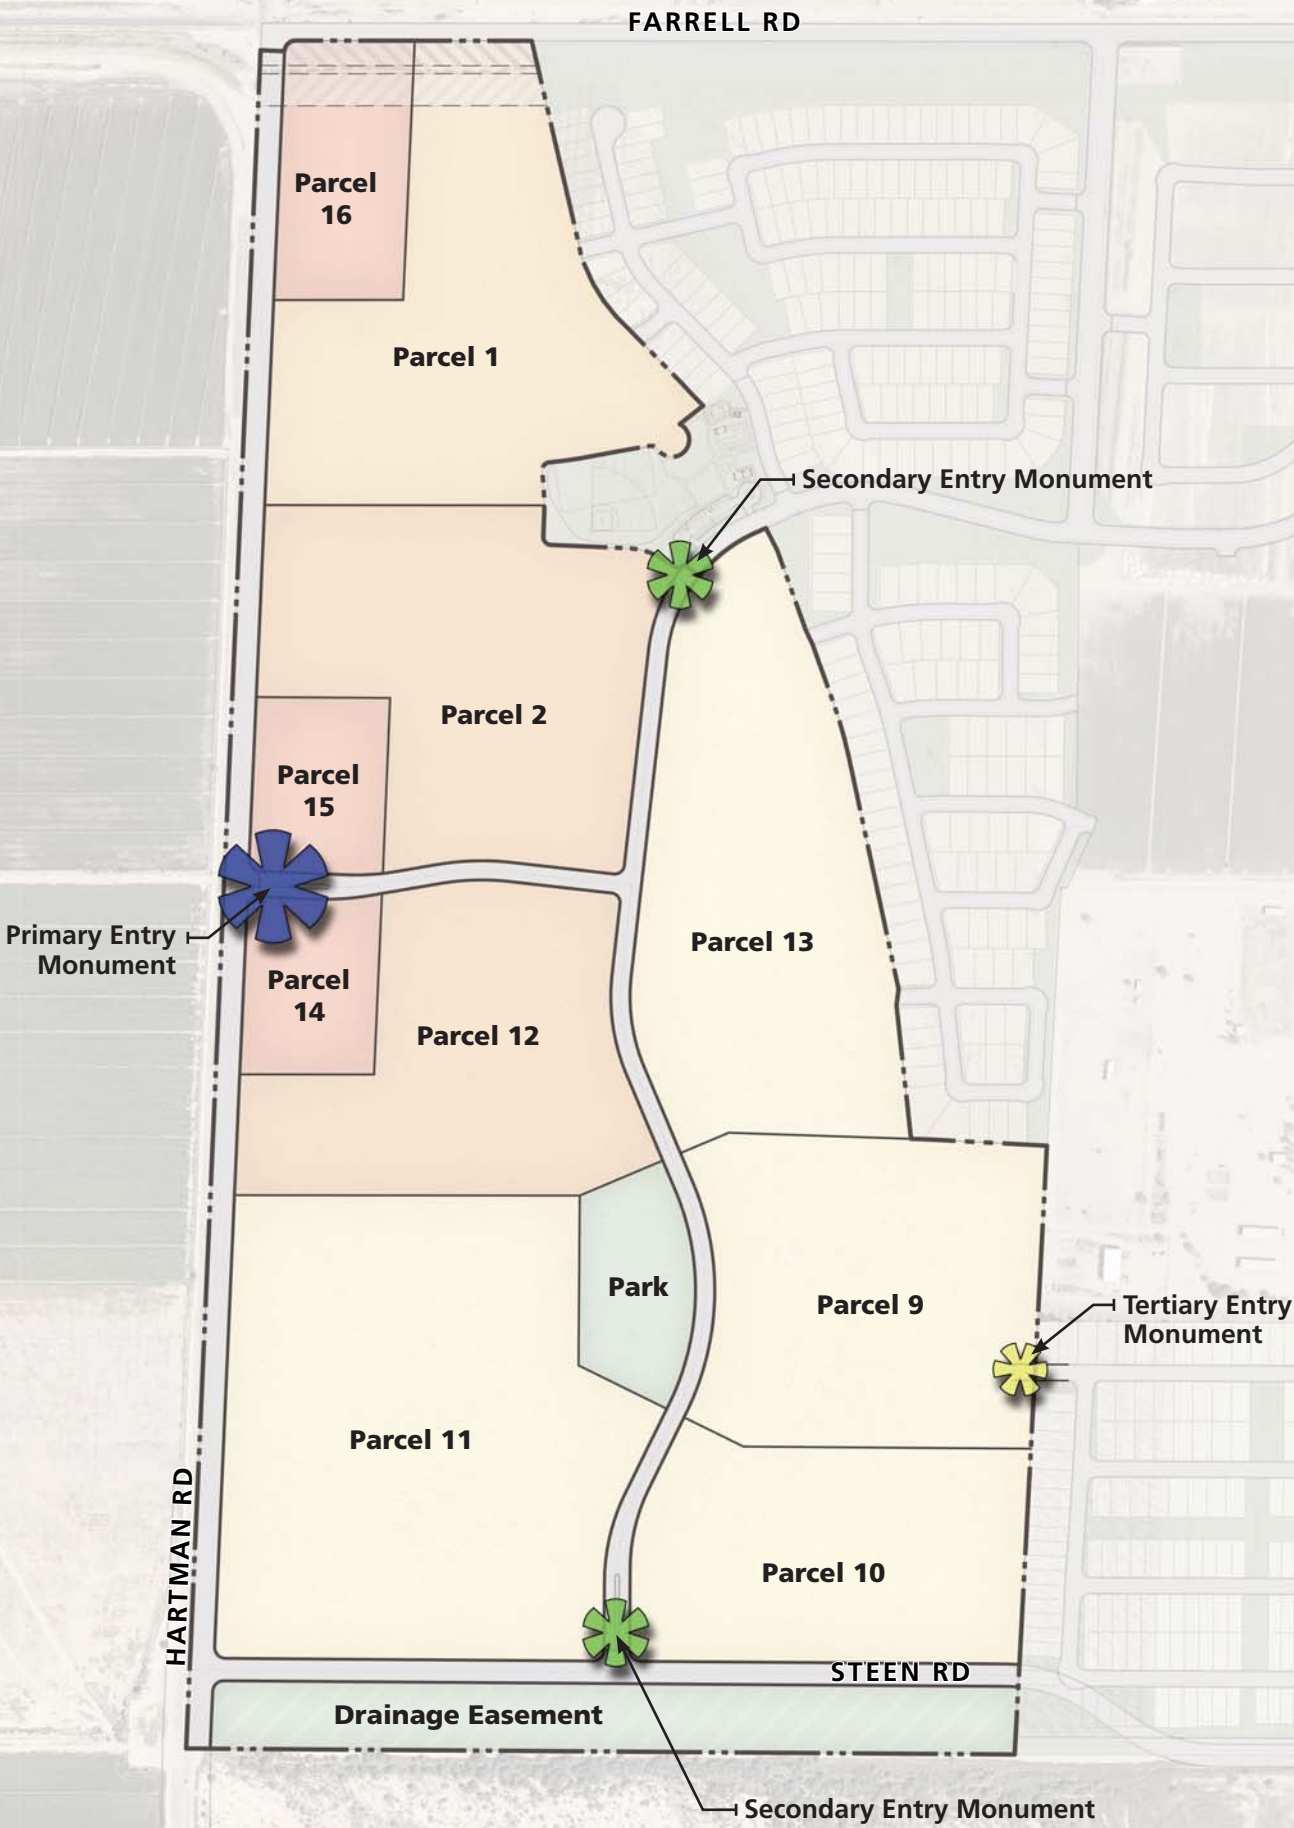 FARRELL RD
Parcel
16
Parcel 1
Secondary Entry Monument
Parcel 2
Parcel
15
Primary Entry
Monument
Parcel 13
Parcel
14
Parcel 12
Park
Parcel 9
Tertiary Entry
Monument
Parcel 11
HARTMAN RD
Parcel 10
STEEN RD
Drainage Easement
Secondary Entry Monument